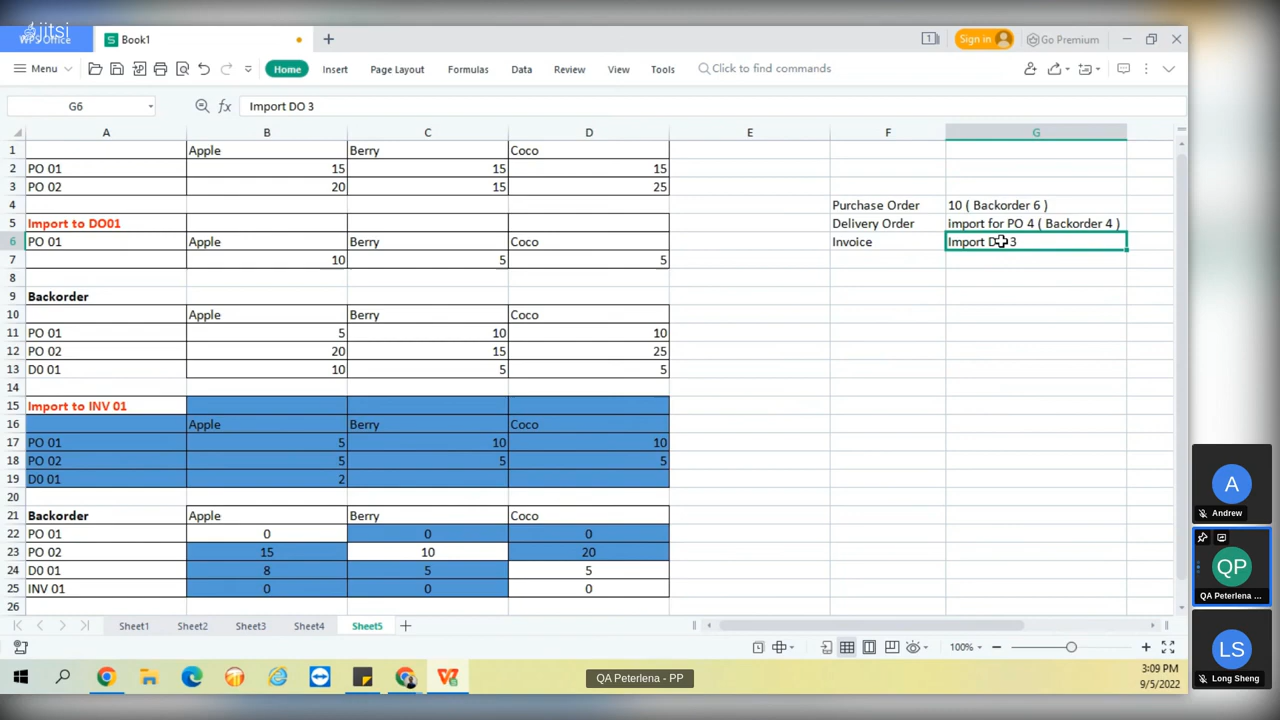 jitsi
WPS Office
Book1
1
Sign in
Go Premium
Menu
Home
Insert
Page Layout
Formulas
Data
Review
View
Tools
Click to find commands
G6
fx
Import DO 3
A B C D E F G
1 Apple Berry Coco
2 PO 01 15 15 15
3 PO 02 20 15 25
4 Purchase Order 10 ( Backorder 6 )
5 Import to DO01 Delivery Order import for PO 4 ( Backorder 4 )
6 PO 01 Apple Berry Coco Invoice Import D 3
7 10 5 5
8
9 Backorder
10 Apple Berry Coco
11 PO 01 5 10 10
12 PO 02 20 15 25
13 D0 01 10 5 5
14
15 Import to INV 01
16 Apple Berry Coco
17 PO 01 5 10 10
18 PO 02 5 5 5
19 D0 01 2
20
21 Backorder Apple Berry Coco
22 PO 01 0 0 0
23 PO 02 15 10 20
24 D0 01 8 5 5
25 INV 01 0 0 0
26
Sheet1 Sheet2 Sheet3 Sheet4 Sheet5
100%
3:09 PM
9/5/2022
QA Peterlena - PP
A
Andrew
QP
QA Peterlena ...
LS
Long Sheng